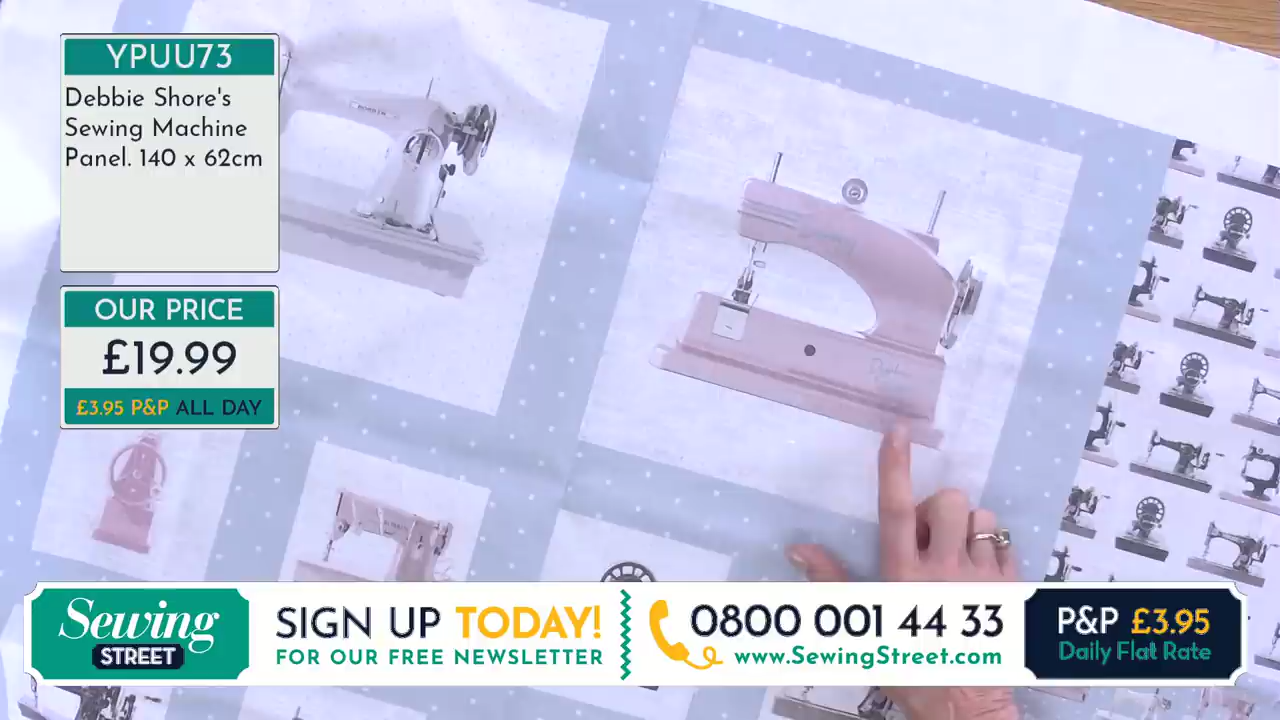 YPUU73
Debbie Shore's
Sewing Machine
Panel. 140 x 62cm
OUR PRICE
£19.99
£3.95 P&P ALL DAY
Sewing
STREET
SIGN UP TODAY!
FOR OUR FREE NEWSLETTER
0800 001 44 33
www.SewingStreet.com
P&P £3.95
Daily Flat Rate